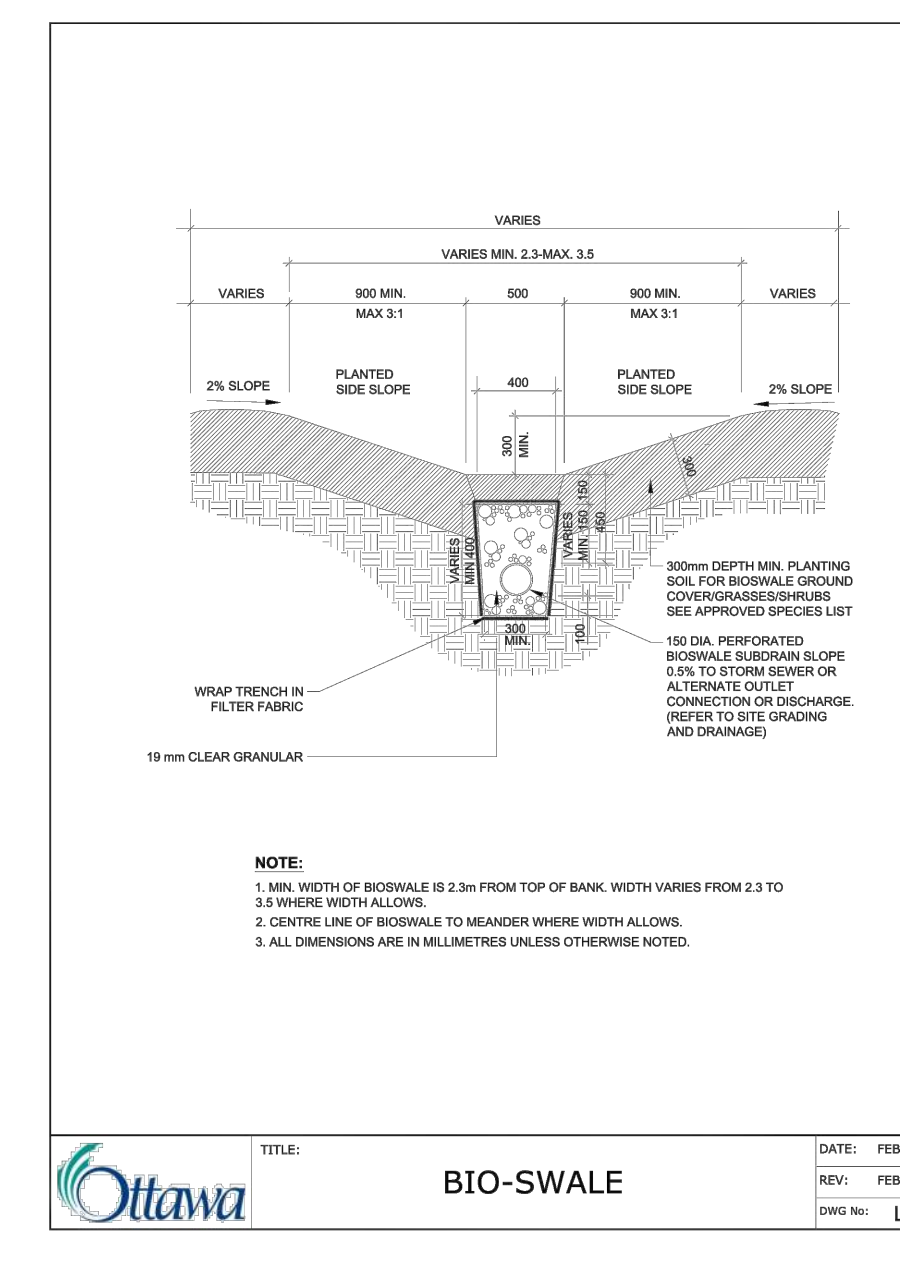 VARIES
VARIES MIN. 2.3-MAX. 3.5
VARIES
900 MIN.
500
900 MIN.
VARIES
MAX 3:1
MAX 3:1
PLANTED
SIDE SLOPE
PLANTED
SIDE SLOPE
2% SLOPE
400
2% SLOPE
300
MIN.
300
150
450
VARIES
MIN. 150
VARIES
MIN 400
300
MIN.
100
300mm DEPTH MIN. PLANTING
SOIL FOR BIOSWALE GROUND
COVER/GRASSES/SHRUBS
SEE APPROVED SPECIES LIST
150 DIA. PERFORATED
BIOSWALE SUBDRAIN SLOPE
0.5% TO STORM SEWER OR
ALTERNATE OUTLET
CONNECTION OR DISCHARGE.
(REFER TO SITE GRADING
AND DRAINAGE)
WRAP TRENCH IN
FILTER FABRIC
19 mm CLEAR GRANULAR
NOTE:
1. MIN. WIDTH OF BIOSWALE IS 2.3m FROM TOP OF BANK. WIDTH VARIES FROM 2.3 TO
3.5 WHERE WIDTH ALLOWS.
2. CENTRE LINE OF BIOSWALE TO MEANDER WHERE WIDTH ALLOWS.
3. ALL DIMENSIONS ARE IN MILLIMETRES UNLESS OTHERWISE NOTED.
Ottawa
TITLE:
BIO-SWALE
DATE: FEB
REV: FEB
DWG No: L